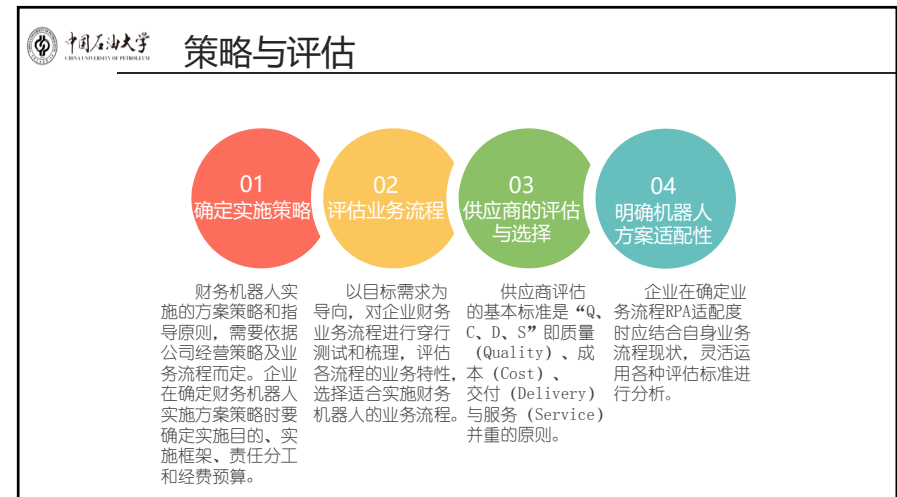 中国石油大学
CHINA UNIVERSITY OF PETROLEUM
策略与评估
01
确定实施策略
02
评估业务流程
03
供应商的评估
与选择
04
明确机器人
方案适配性
财务机器人实
施的方案策略和指
导原则，需要依据
公司经营策略及业
务流程而定。企业
在确定财务机器人
实施方案策略时要
确定实施目的、实
施框架、责任分工
和经费预算。
以目标需求为
导向，对企业财务
业务流程进行穿行
测试和梳理，评估
各流程的业务特性，
选择适合实施财务
机器人的业务流程。
供应商评估
的基本标准是“Q、
C、D、S”即质量
（Quality）、成
本（Cost）、
交付（Delivery）
与服务（Service）
并重的原则。
企业在确定业
务流程RPA适配度
时应结合自身业务
流程现状，灵活运
用各种评估标准进
行分析。